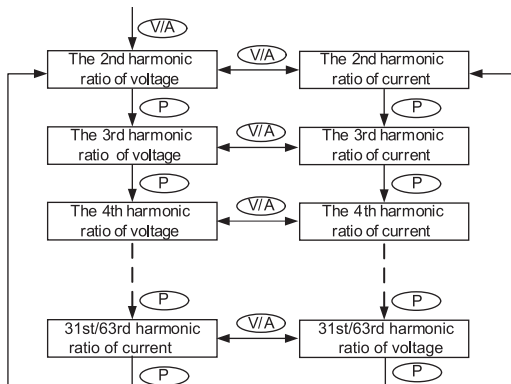 V/A
The 2nd harmonic
ratio of voltage
V/A
The 2nd harmonic
ratio of current
P
P
The 3rd harmonic
ratio of voltage
V/A
The 3rd harmonic
ratio of current
P
P
The 4th harmonic
ratio of voltage
V/A
The 4th harmonic
ratio of current
P
P
31st/63rd harmonic
ratio of current
V/A
31st/63rd harmonic
ratio of voltage
P
P